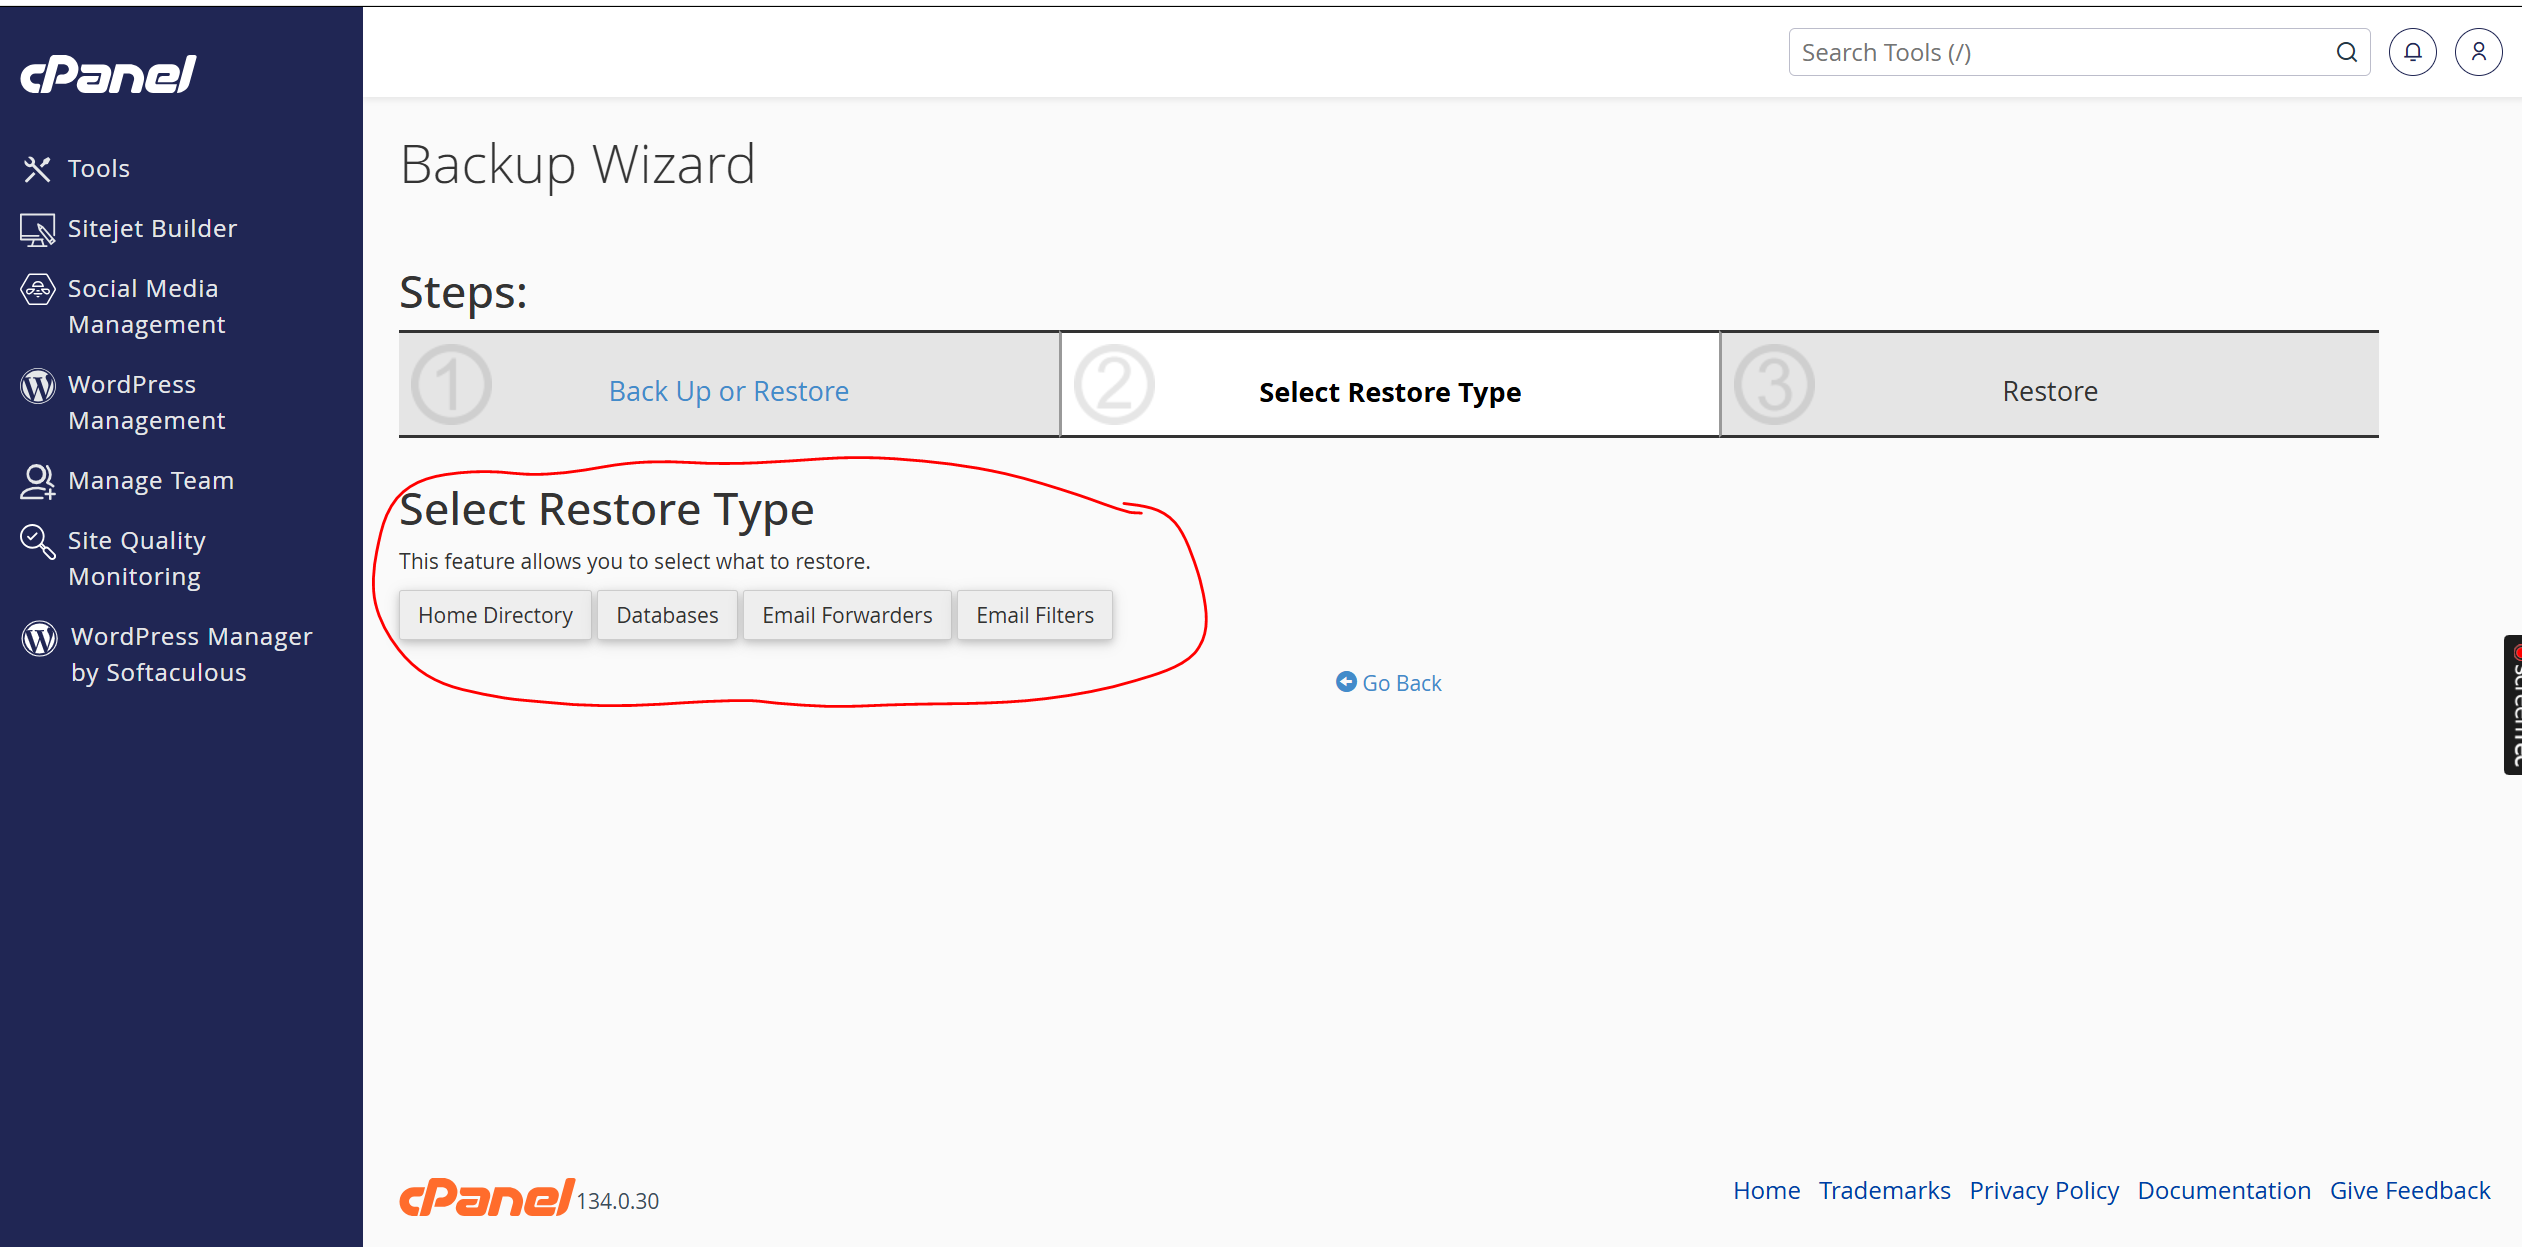 cPanel
Search Tools (/)
Tools
Sitejet Builder
Social Media
Management
WordPress
Management
Manage Team
Site Quality
Monitoring
WordPress Manager
by Softaculous
Backup Wizard
Steps:
1 Back Up or Restore
2 Select Restore Type
3 Restore
Select Restore Type
This feature allows you to select what to restore.
Home Directory Databases Email Forwarders Email Filters
Go Back
cPanel 134.0.30
Home Trademarks Privacy Policy Documentation Give Feedback